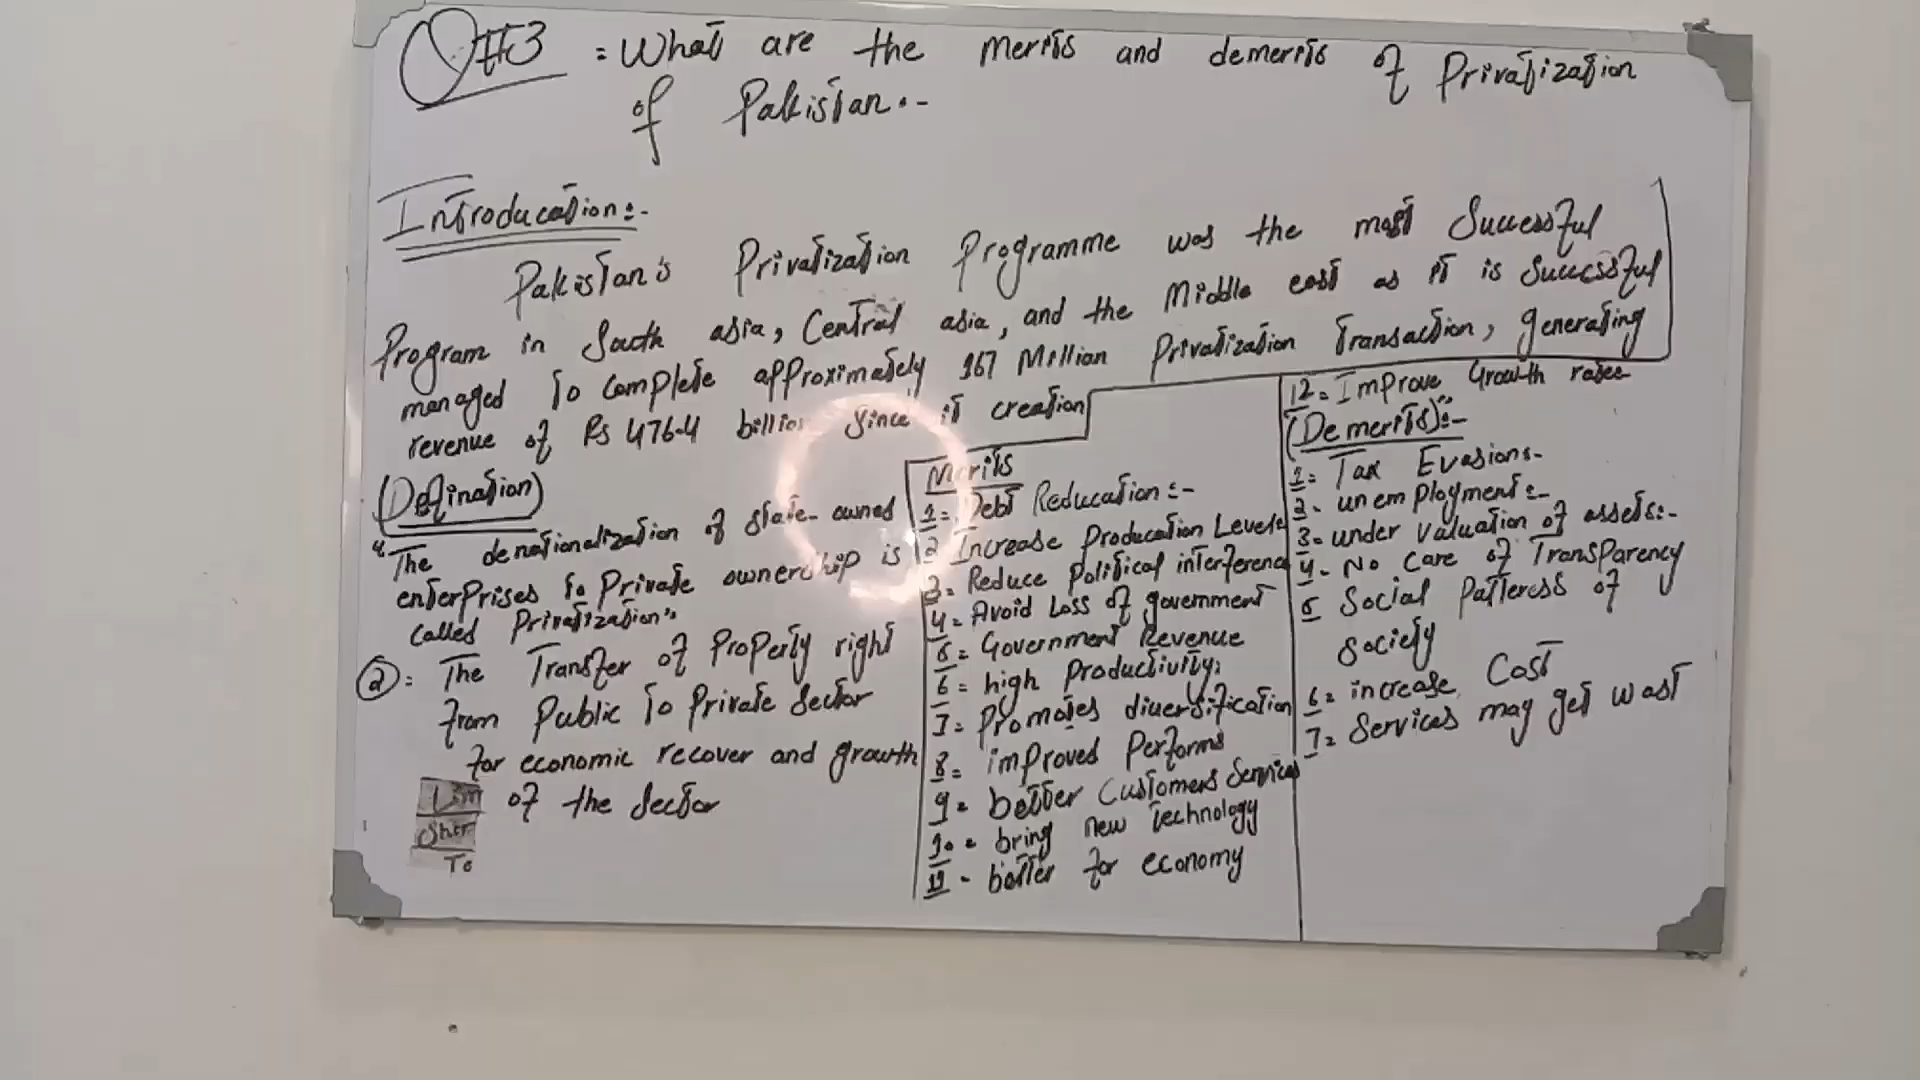 Q#3 :What are the merits and demerits of Privatization
of Pakistan.-
Introducation:-
Pakistan's Privatization Programme was the most Successful
Program in South asia, Central asia, and the Middle east as it is Successful
managed to complete approximately 167 Million Privatization Transaction, generating
revenue of Rs 476.4 billion since it creation
(Defination)
"The denationalization of state-owned
enterprises to Private ownership is
called Privatization"
2: The Transfer of Property right
from Public to Private Sector
for economic recover and growth
of the Sector
Lim
Shar
To
Merits
1= Debt Reducation:-
2 Increase Producation Levels
3= Reduce Political interference
4= Avoid Loss of government
5= Government Revenue
6= high Productivity:
7= Promotes diversification
8= improved Performs
9= better Customers Services
10= bring new technology
11- better for economy
12= Improve Growth rates
(Demerits):-
1= Tax Evasions-
2- unemployment:-
3= under valuation of assets:-
4- No Care of Transparency
5 Social Patteress of
Society
6= increase Cost
7= Services may get wast